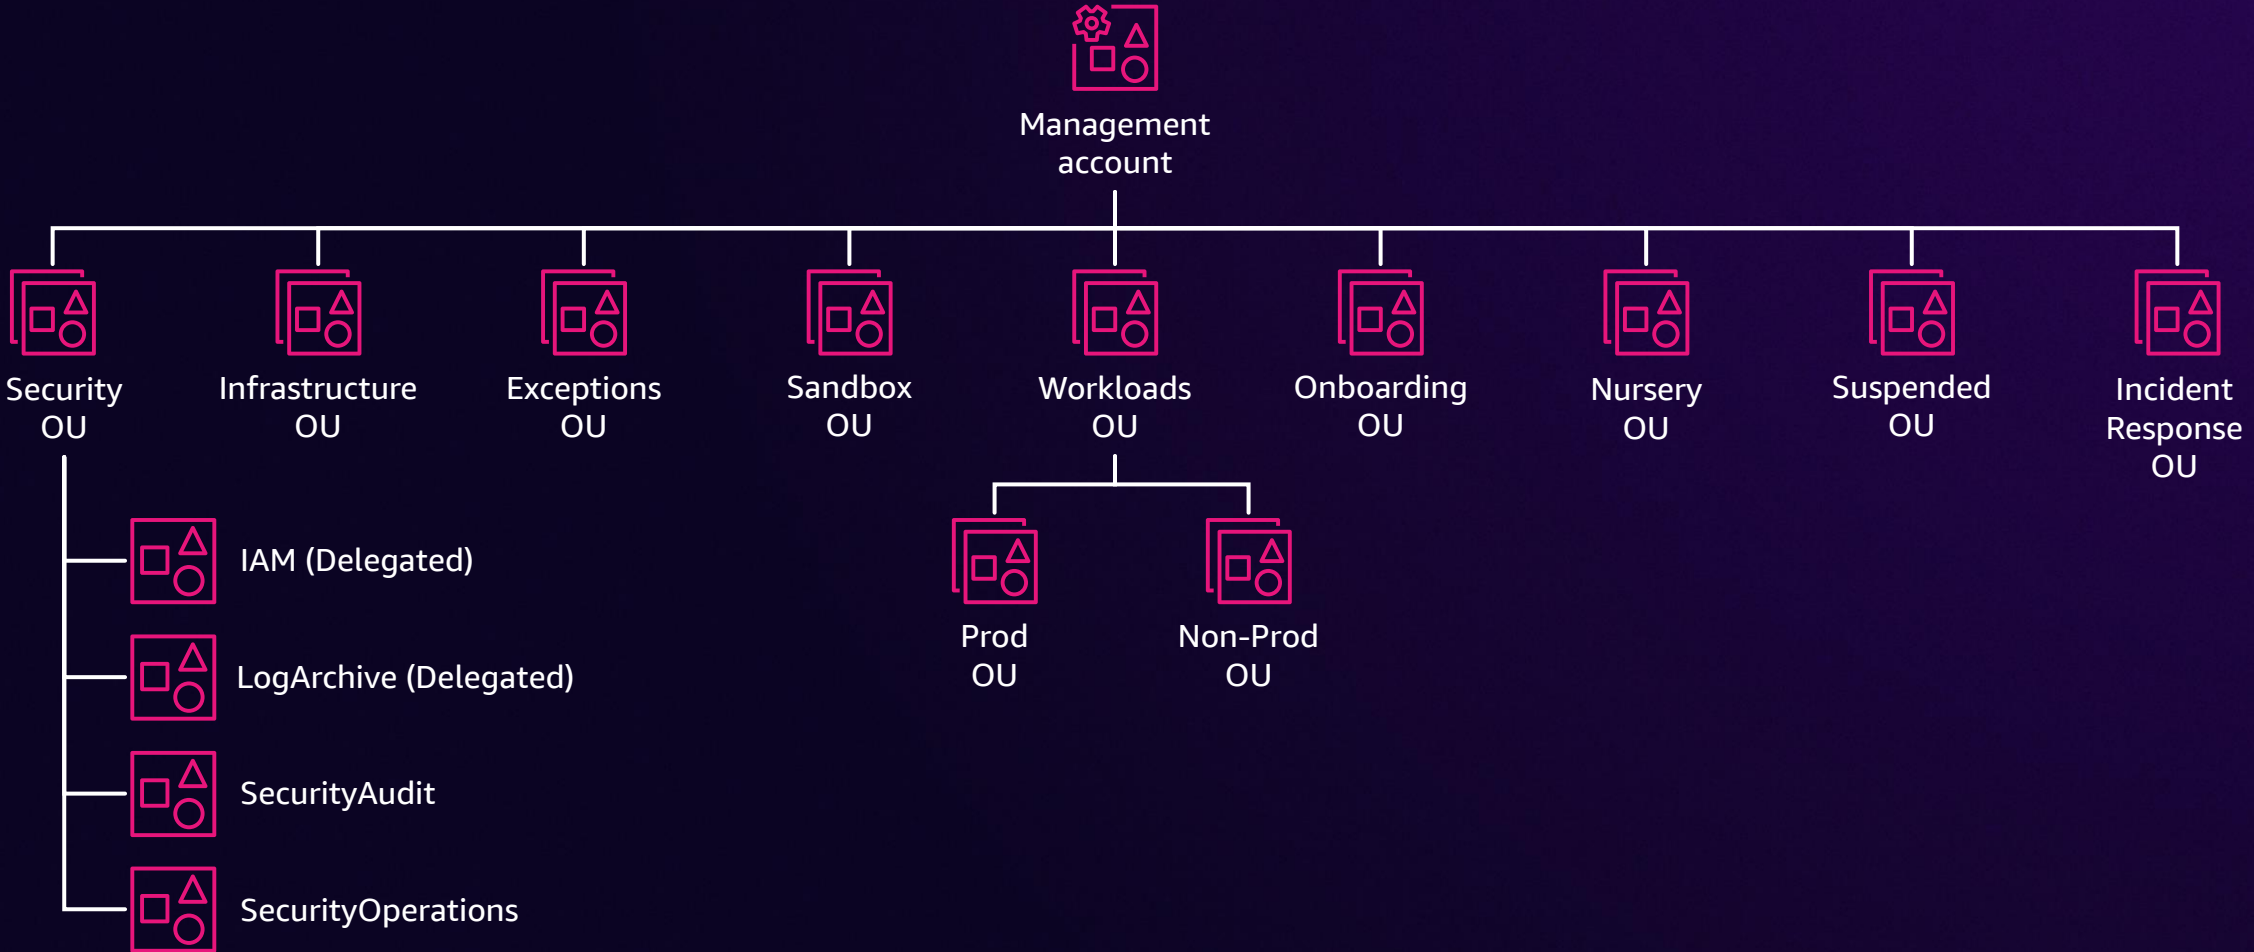 Management
account
Security
OU
Infrastructure
OU
Exceptions
OU
Sandbox
OU
Workloads
OU
Onboarding
OU
Nursery
OU
Suspended
OU
Incident
Response
OU
IAM (Delegated)
LogArchive (Delegated)
SecurityAudit
SecurityOperations
Prod
OU
Non-Prod
OU